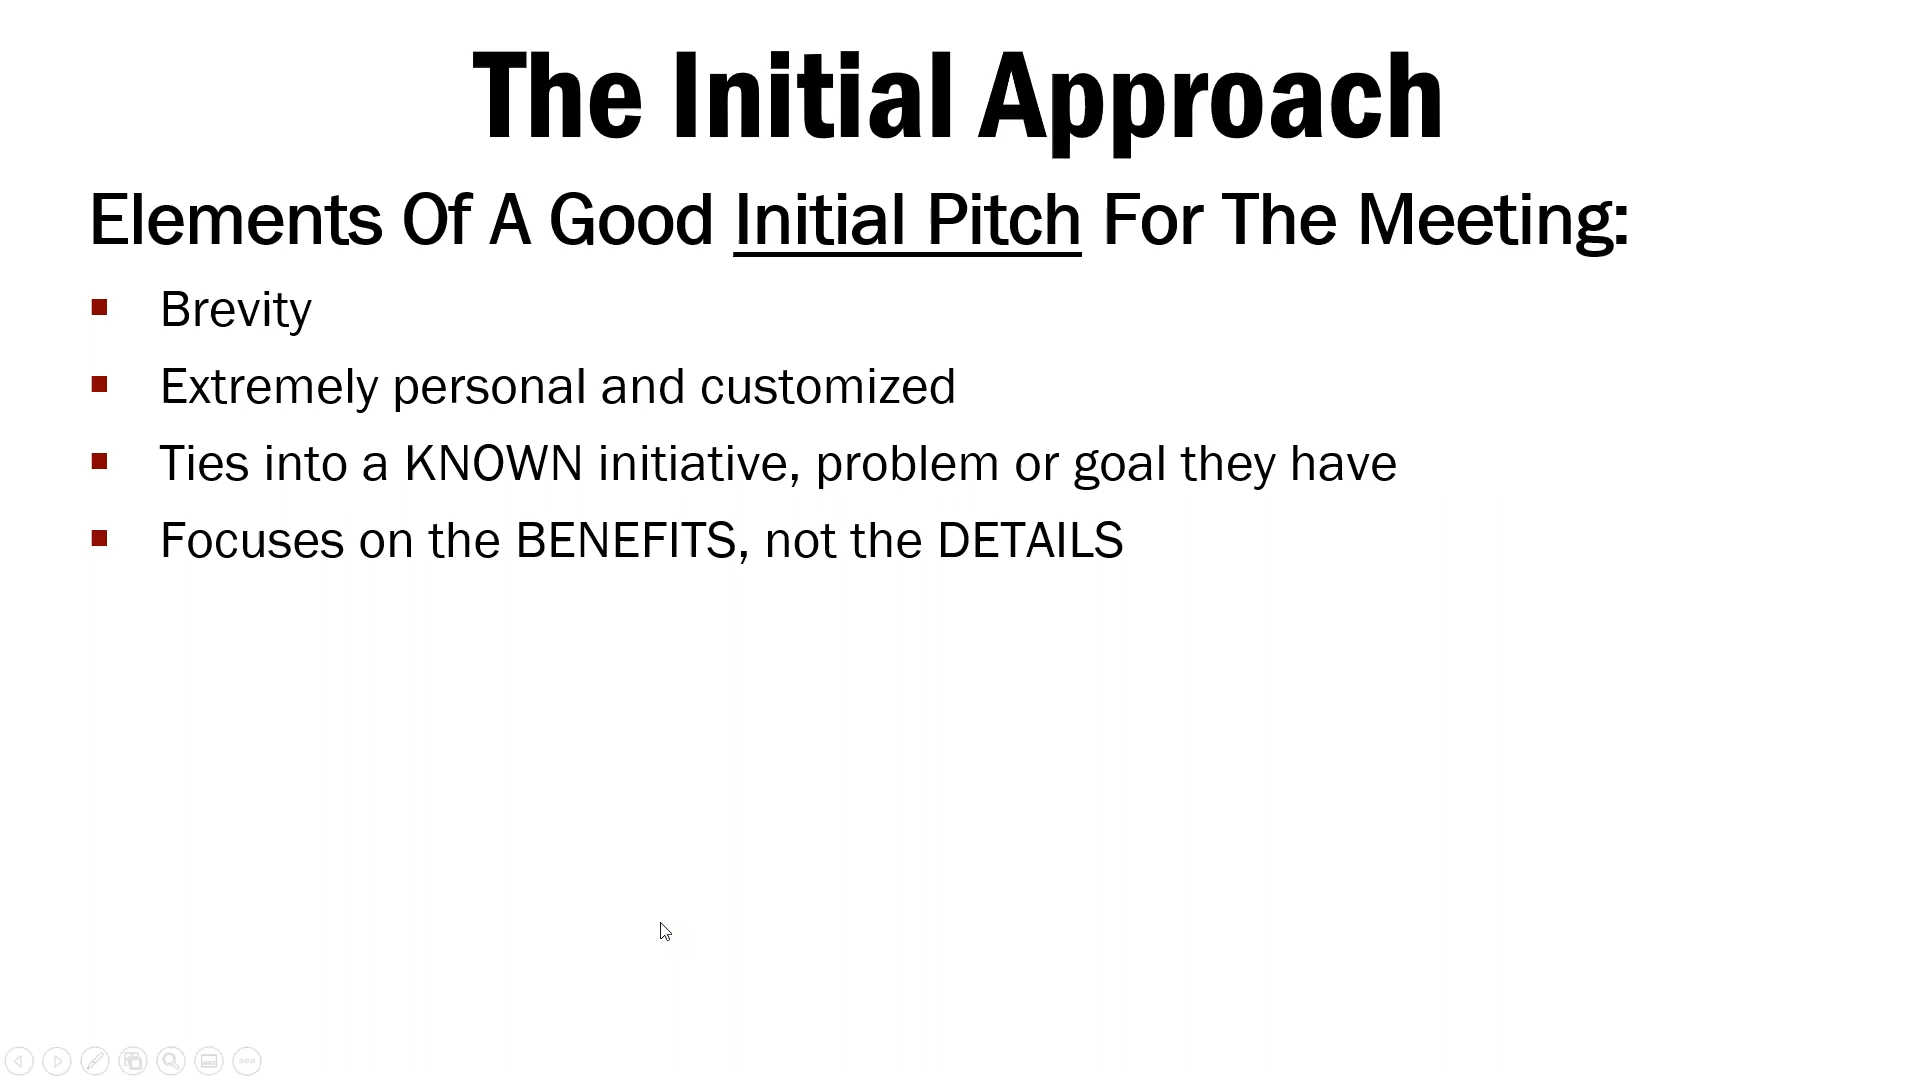 The Initial Approach
Elements Of A Good Initial Pitch For The Meeting:
▪ Brevity
▪ Extremely personal and customized
▪ Ties into a KNOWN initiative, problem or goal they have
▪ Focuses on the BENEFITS, not the DETAILS